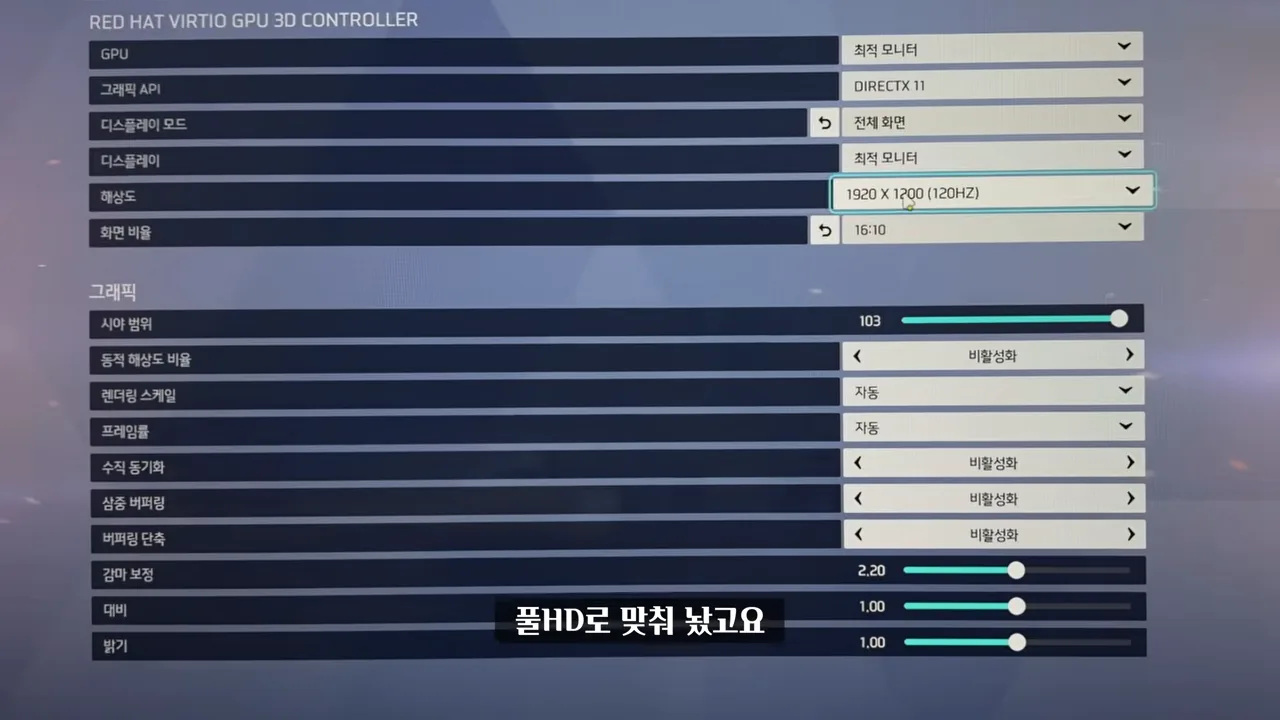 RED HAT VIRTIO GPU 3D CONTROLLER
GPU 최적 모니터
그래픽 API DIRECTX 11
디스플레이 모드 전체 화면
디스플레이 최적 모니터
해상도 1920 X 1200 (120HZ)
화면 비율 16:10
그래픽
시야 범위 103
동적 해상도 비율 비활성화
렌더링 스케일 자동
프레임률 자동
수직 동기화 비활성화
삼중 버퍼링 비활성화
버퍼링 단축 비활성화
감마 보정 2.20
대비 1.00
풀HD로 맞춰 놨고요
밝기 1.00